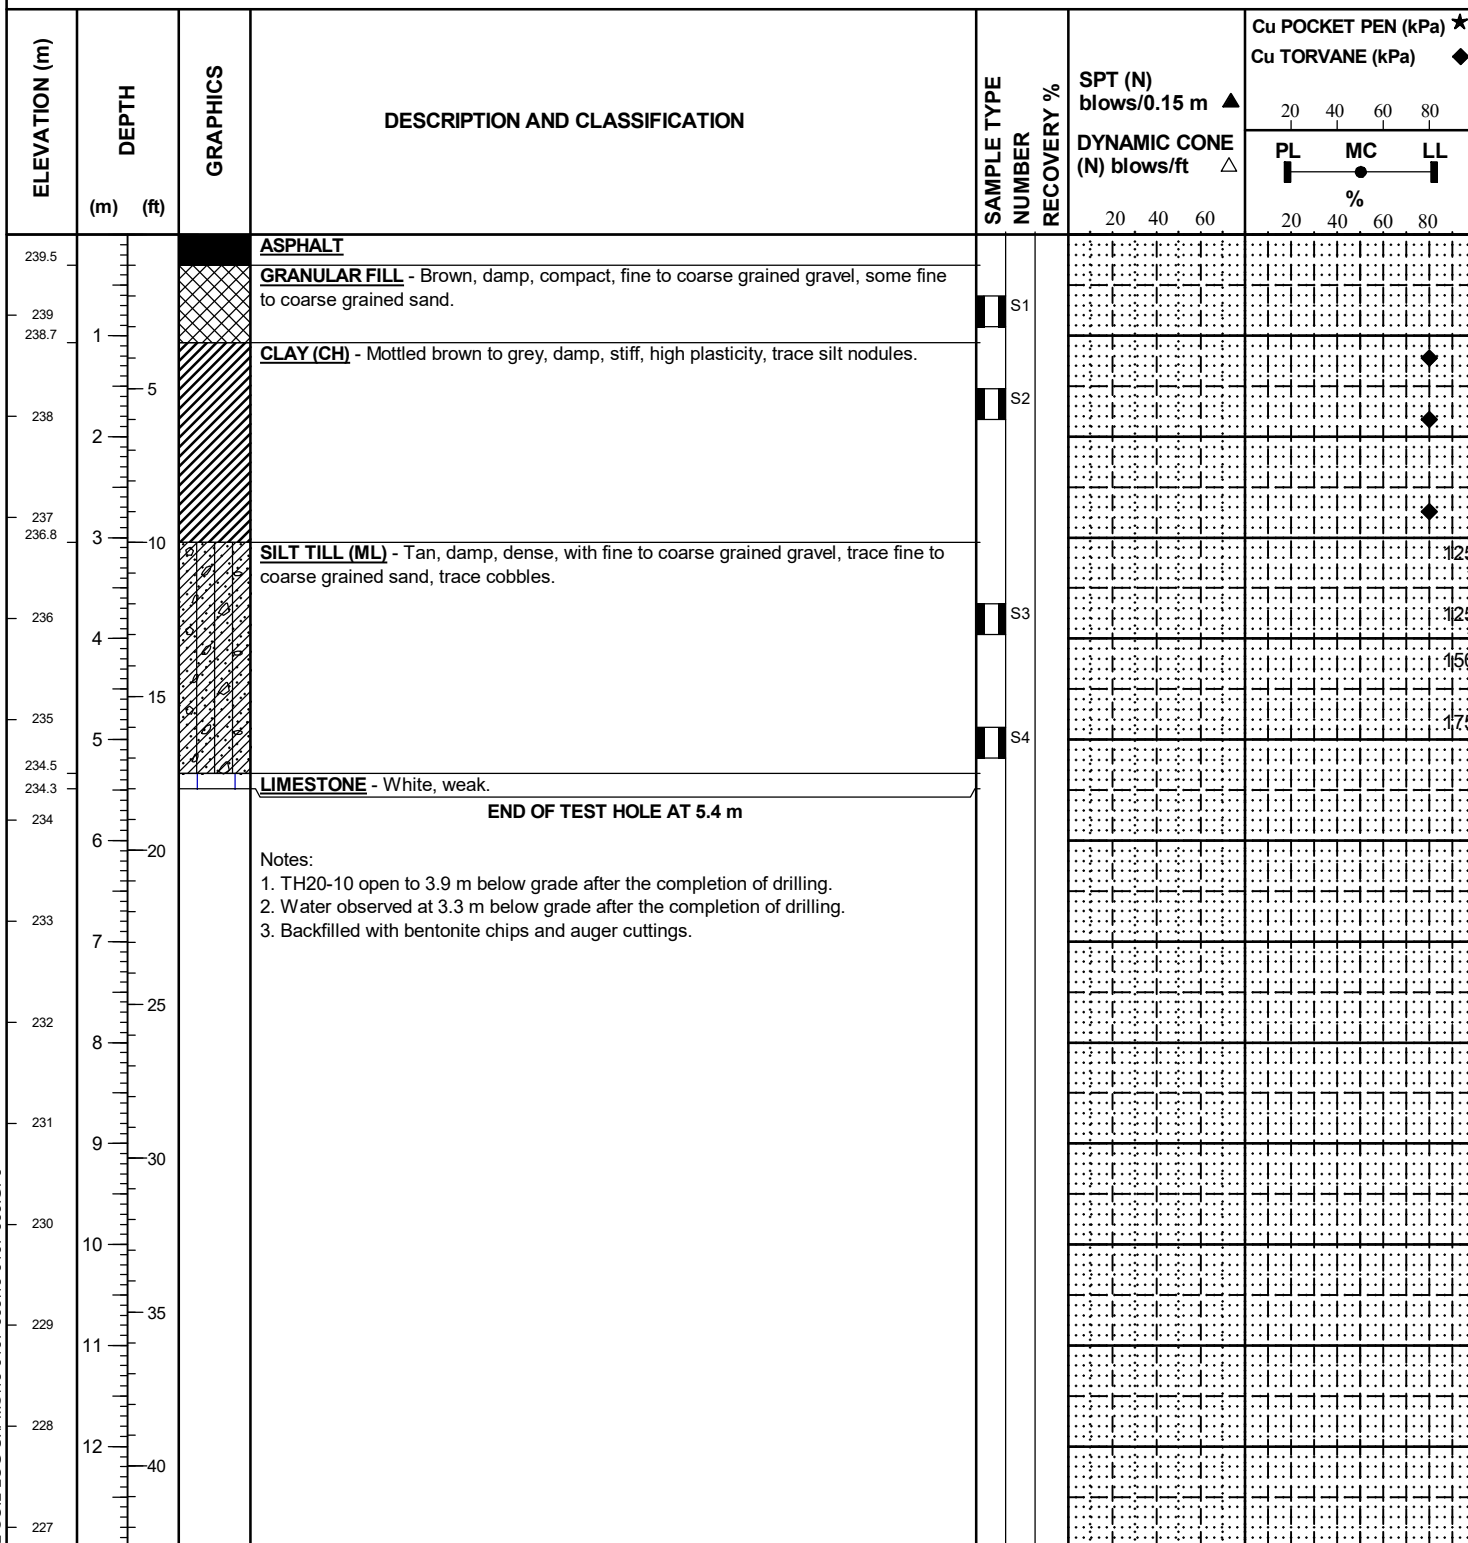 ELEVATION (m)
DEPTH
(m) (ft)
GRAPHICS
DESCRIPTION AND CLASSIFICATION
SAMPLE TYPE
NUMBER
RECOVERY %
SPT (N)
blows/0.15 m
DYNAMIC CONE
(N) blows/ft
20 40 60
Cu POCKET PEN (kPa)
Cu TORVANE (kPa)
20 40 60 80
PL MC LL
%
20 40 60 80
239.5
ASPHALT
GRANULAR FILL - Brown, damp, compact, fine to coarse grained gravel, some fine
to coarse grained sand.
S1
239
238.7
1
CLAY (CH) - Mottled brown to grey, damp, stiff, high plasticity, trace silt nodules.
5
S2
238
2
237
236.8
3
10
SILT TILL (ML) - Tan, damp, dense, with fine to coarse grained gravel, trace fine to
coarse grained sand, trace cobbles.
125
S3
236
125
4
150
15
235
175
5
S4
234.5
234.3
LIMESTONE - White, weak.
END OF TEST HOLE AT 5.4 m
234
6
20
Notes:
1. TH20-10 open to 3.9 m below grade after the completion of drilling.
2. Water observed at 3.3 m below grade after the completion of drilling.
3. Backfilled with bentonite chips and auger cuttings.
233
7
25
232
8
231
9
30
230
10
35
229
11
228
12
40
227